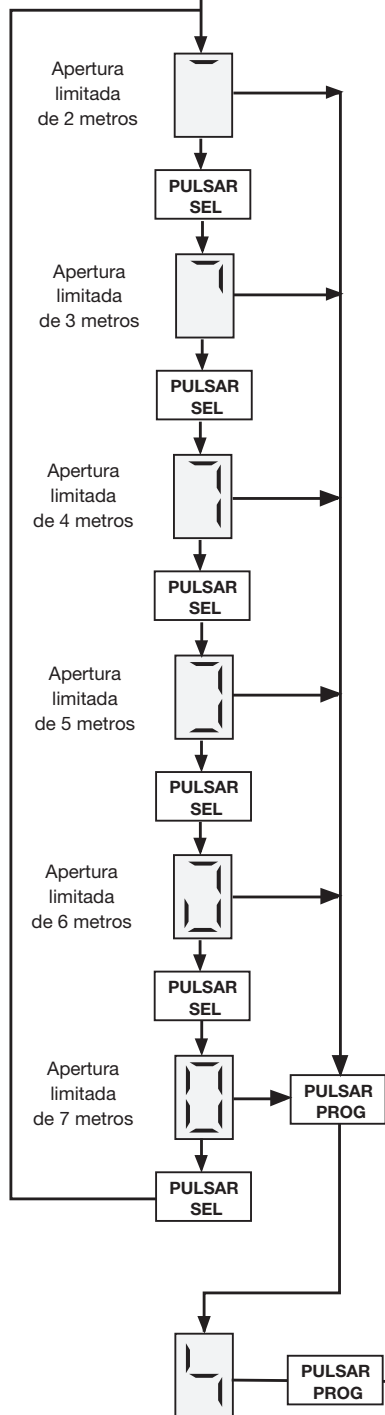 Apertura
limitada
de 2 metros
PULSAR
SEL
Apertura
limitada
de 3 metros
PULSAR
SEL
Apertura
limitada
de 4 metros
PULSAR
SEL
Apertura
limitada
de 5 metros
PULSAR
SEL
Apertura
limitada
de 6 metros
PULSAR
SEL
Apertura
limitada
de 7 metros
PULSAR
PROG
PULSAR
SEL
PULSAR
PROG